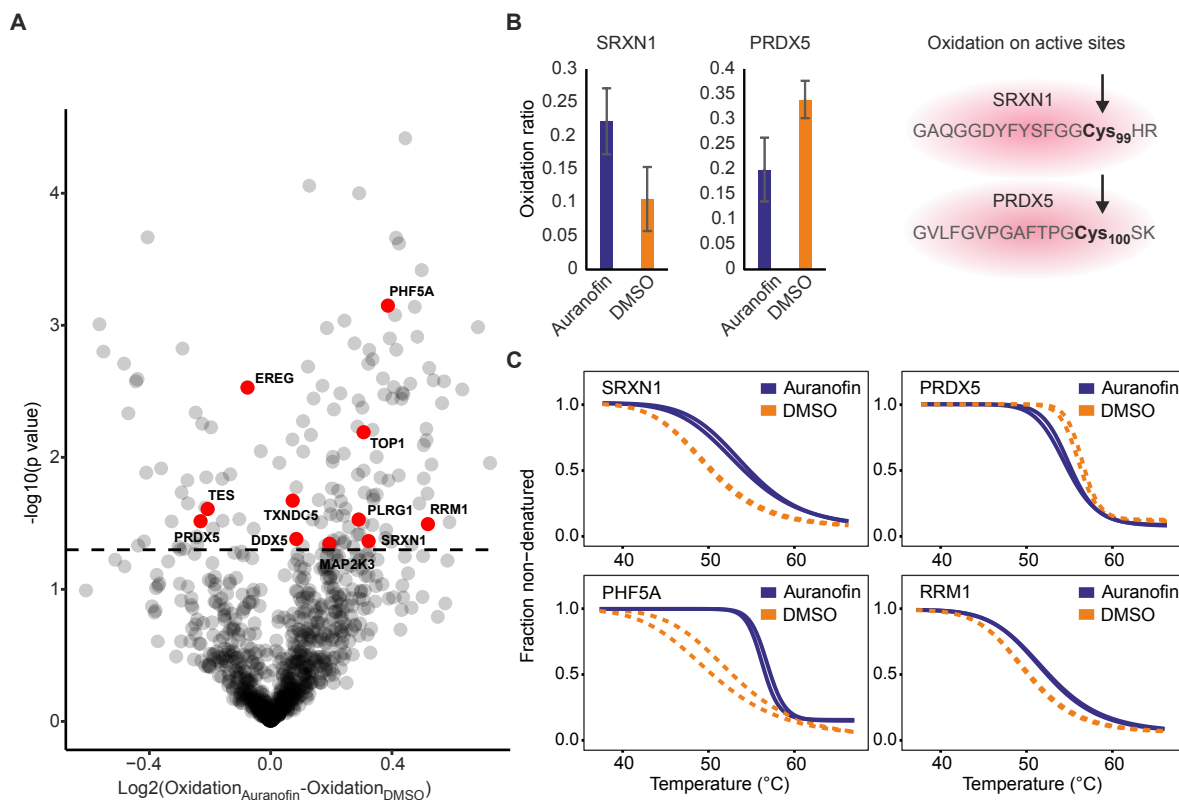 A
4
3
2
1
0
-log10(p value)
PHF5A
EREG
TOP1
TES
TXNDC5
PLRG1
RRM1
PRDX5
DDX5
SRXN1
MAP2K3
−0.4
0.0
0.4
Log2(Oxidation_Auranofin-Oxidation_DMSO)
B
SRXN1
PRDX5
Oxidation on active sites
Oxidation ratio
0.3
0.25
0.2
0.15
0.1
0.05
0
Auranofin
DMSO
0.4
0.35
0.3
0.25
0.2
0.15
0.1
0.05
0
Auranofin
DMSO
SRXN1
GAQGGDYFYSFGGCys99HR
PRDX5
GVLFGVPGAFTPGCys100SK
C
Fraction non−denatured
SRXN1
Auranofin
DMSO
1.0
0.5
0.0
40
50
60
PRDX5
Auranofin
DMSO
1.0
0.5
0.0
40
50
60
PHF5A
Auranofin
DMSO
1.0
0.5
0.0
40
50
60
Temperature (°C)
RRM1
Auranofin
DMSO
1.0
0.5
0.0
40
50
60
Temperature (°C)